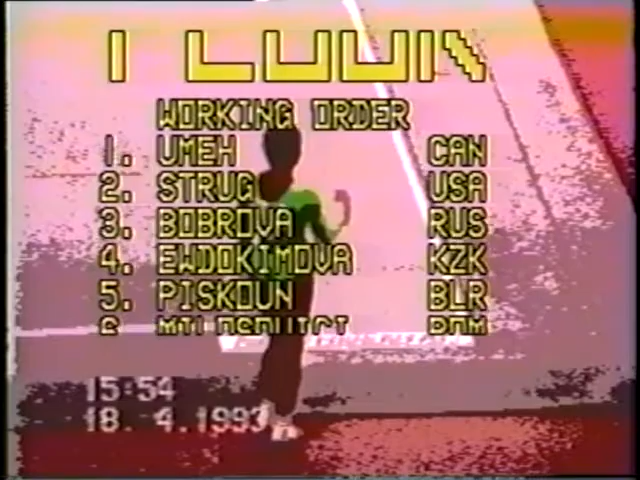 WORKING ORDER
1. UMEH CAN
2. STRUG USA
3. BOBROVA RUS
4. EWDOKIMOVA KZK
5. PISKOUN BLR
15:54
18. 4.1993